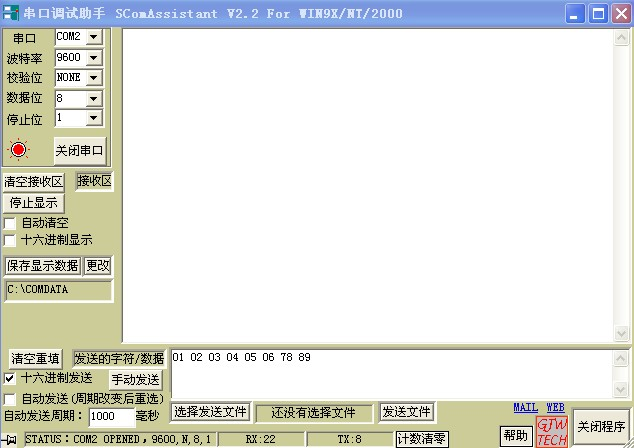 串口调试助手 SComAssistant V2.2 For WIN9X/NT/2000
串口 COM2
波特率 9600
校验位 NONE
数据位 8
停止位 1
关闭串口
清空接收区 接收区
停止显示
自动清空
十六进制显示
保存显示数据 更改
C:\COMDATA
清空重填 发送的字符/数据 01 02 03 04 05 06 78 89
十六进制发送 手动发送
自动发送(周期改变后重选)
自动发送周期: 1000 毫秒 选择发送文件 还没有选择文件 发送文件
MAIL WEB
GJW TECH
帮助
关闭程序
STATUS:COM2 OPENED,9600,N,8,1 RX:22 TX:8 计数清零